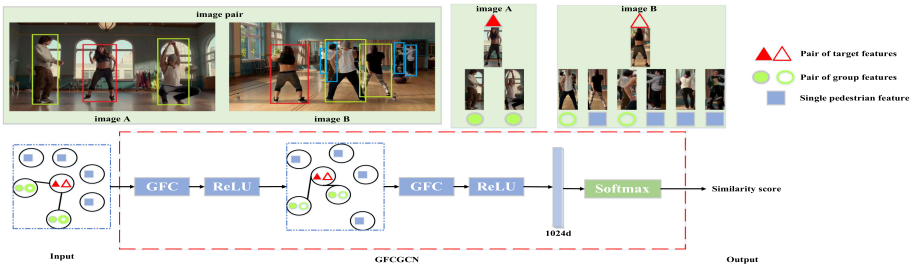 image pair
image A
image B
image A
image B
Pair of target features
Pair of group features
Single pedestrian feature
GFC
ReLU
GFC
ReLU
Softmax
Similarity score
1024d
Input
GFCGCN
Output